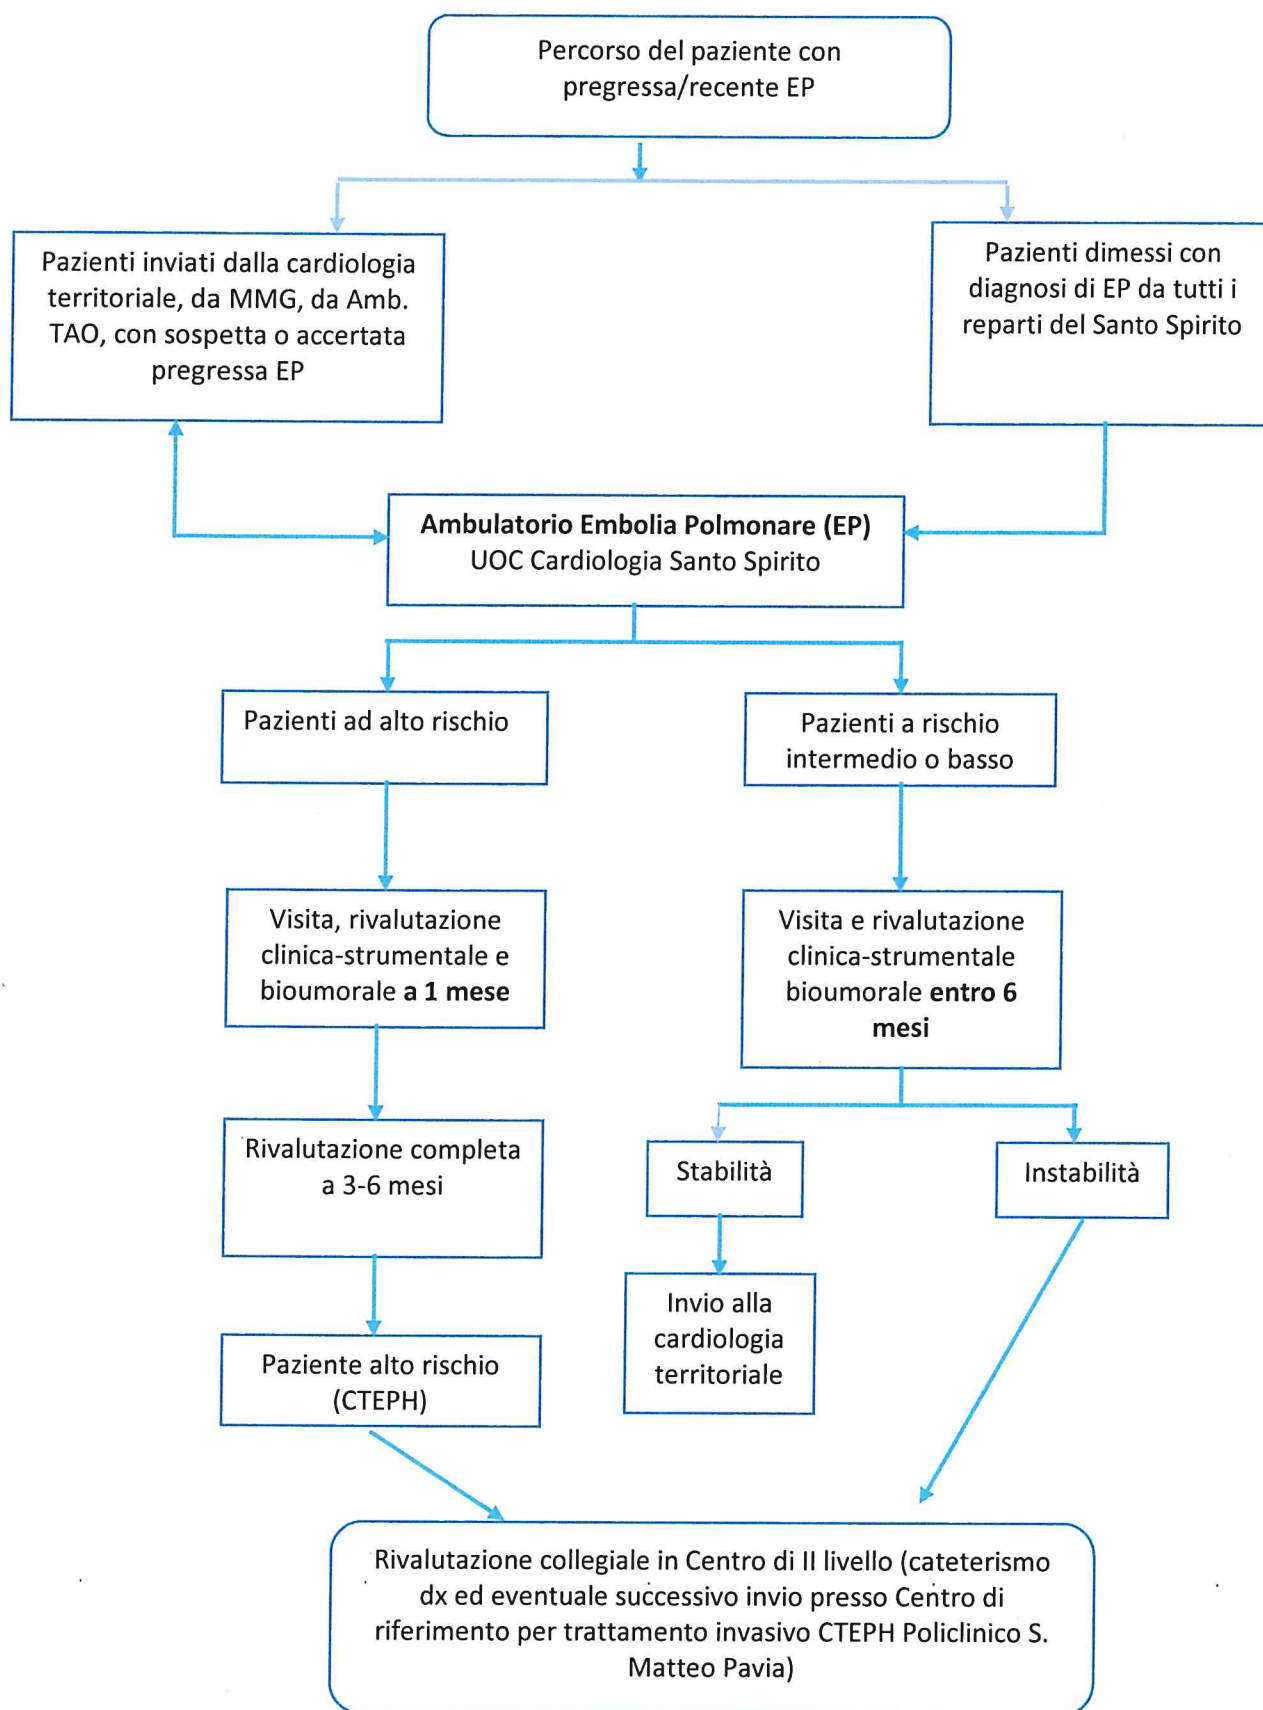 Percorso del paziente con
pregressa/recente EP
Pazienti inviati dalla cardiologia
territoriale, da MMG, da Amb.
TAO, con sospetta o accertata
pregressa EP
Pazienti dimessi con
diagnosi di EP da tutti i
reparti del Santo Spirito
Ambulatorio Embolia Polmonare (EP)
UOC Cardiologia Santo Spirito
Pazienti ad alto rischio
Pazienti a rischio
intermedio o basso
Visita, rivalutazione
clinica-strumentale e
bioumorale a 1 mese
Visita e rivalutazione
clinica-strumentale
bioumorale entro 6
mesi
Rivalutazione completa
a 3-6 mesi
Stabilità
Instabilità
Invio alla
cardiologia
territoriale
Paziente alto rischio
(CTEPH)
Rivalutazione collegiale in Centro di II livello (cateterismo
dx ed eventuale successivo invio presso Centro di
riferimento per trattamento invasivo CTEPH Policlinico S.
Matteo Pavia)